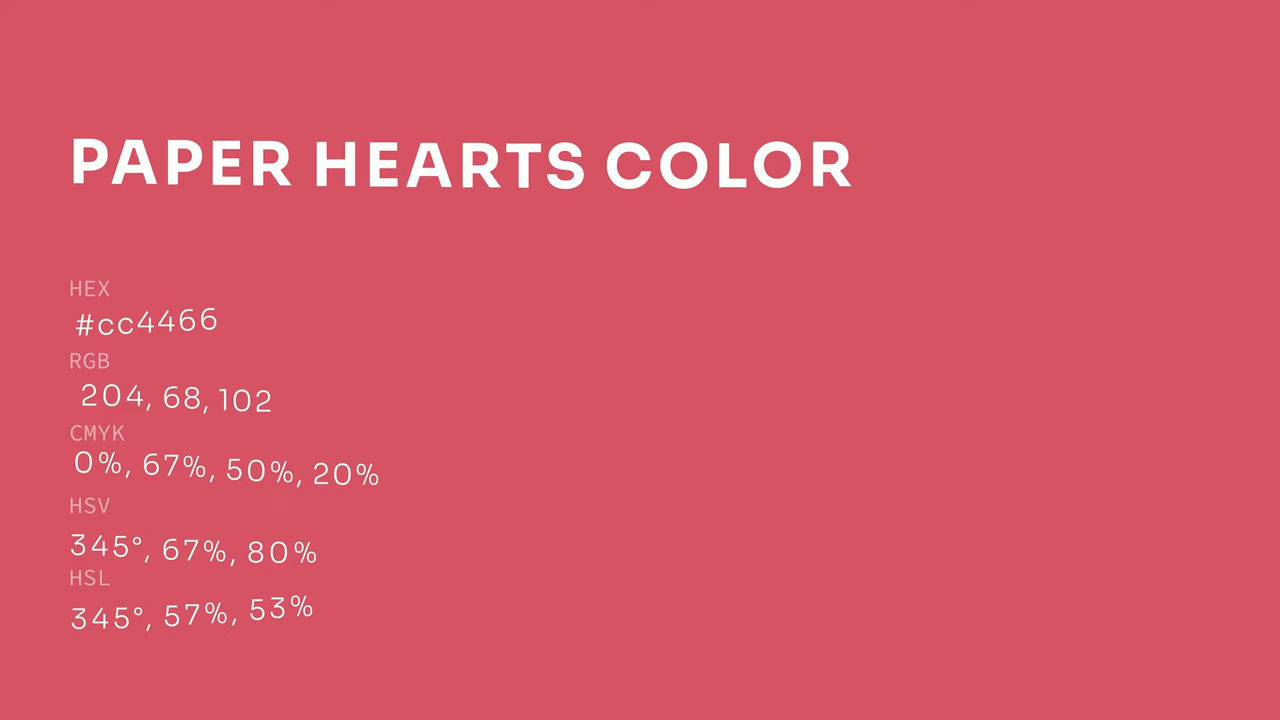 PAPER HEARTS COLOR
HEX
#cc4466
RGB
204, 68, 102
CMYK
0%, 67%, 50%, 20%
HSV
345°, 67%, 80%
HSL
345°, 57%, 53%